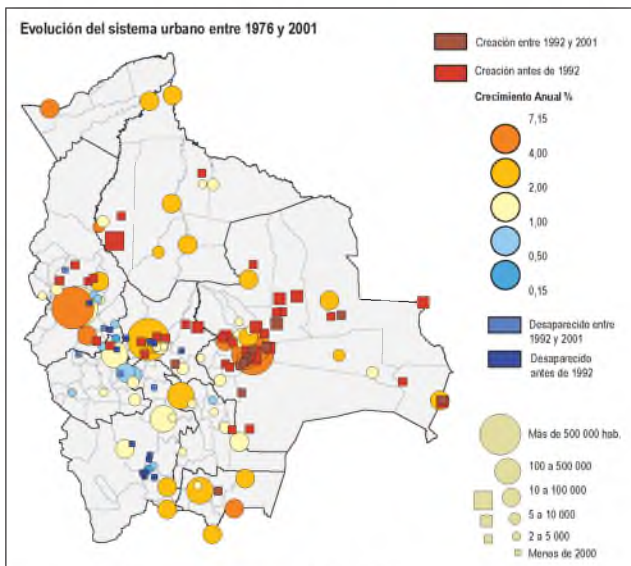 Evolución del sistema urbano entre 1976 y 2001
Creación entre 1992 y 2001
Creación antes de 1992
Crecimiento Anual %
7,15
4,00
2,00
1,00
0,50
0,15
Desaparecido entre
1992 y 2001
Desaparecido
antes de 1992
Más de 500 000 hab.
100 a 500 000
10 a 100 000
5 a 10 000
2 a 5 000
Menos de 2000